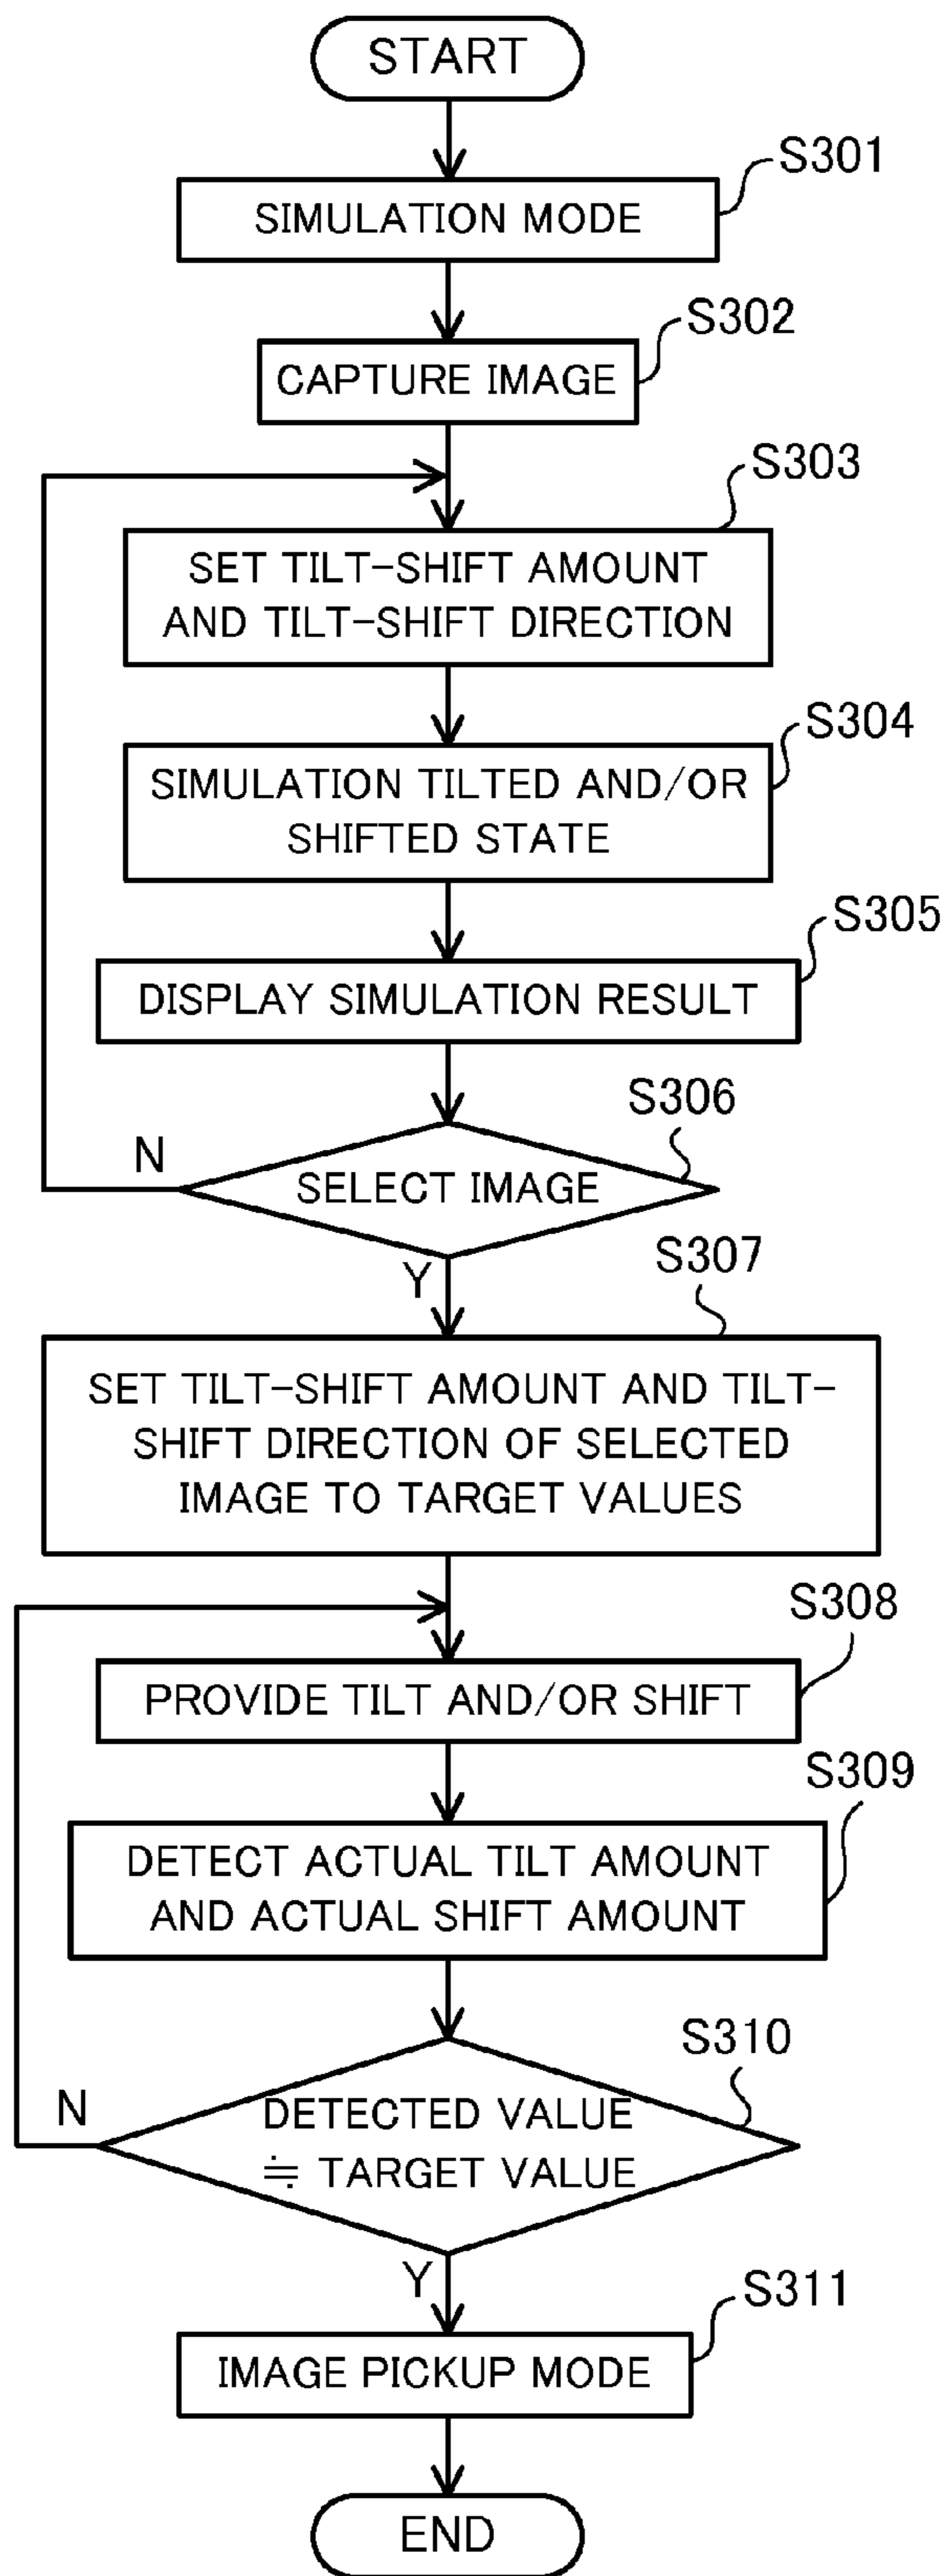 START
S301
SIMULATION MODE
S302
CAPTURE IMAGE
S303
SET TILT-SHIFT AMOUNT
AND TILT-SHIFT DIRECTION
S304
SIMULATION TILTED AND/OR
SHIFTED STATE
S305
DISPLAY SIMULATION RESULT
S306
N
SELECT IMAGE
Y
S307
SET TILT-SHIFT AMOUNT AND TILT-
SHIFT DIRECTION OF SELECTED
IMAGE TO TARGET VALUES
S308
PROVIDE TILT AND/OR SHIFT
S309
DETECT ACTUAL TILT AMOUNT
AND ACTUAL SHIFT AMOUNT
S310
N
DETECTED VALUE
≒ TARGET VALUE
Y
S311
IMAGE PICKUP MODE
END